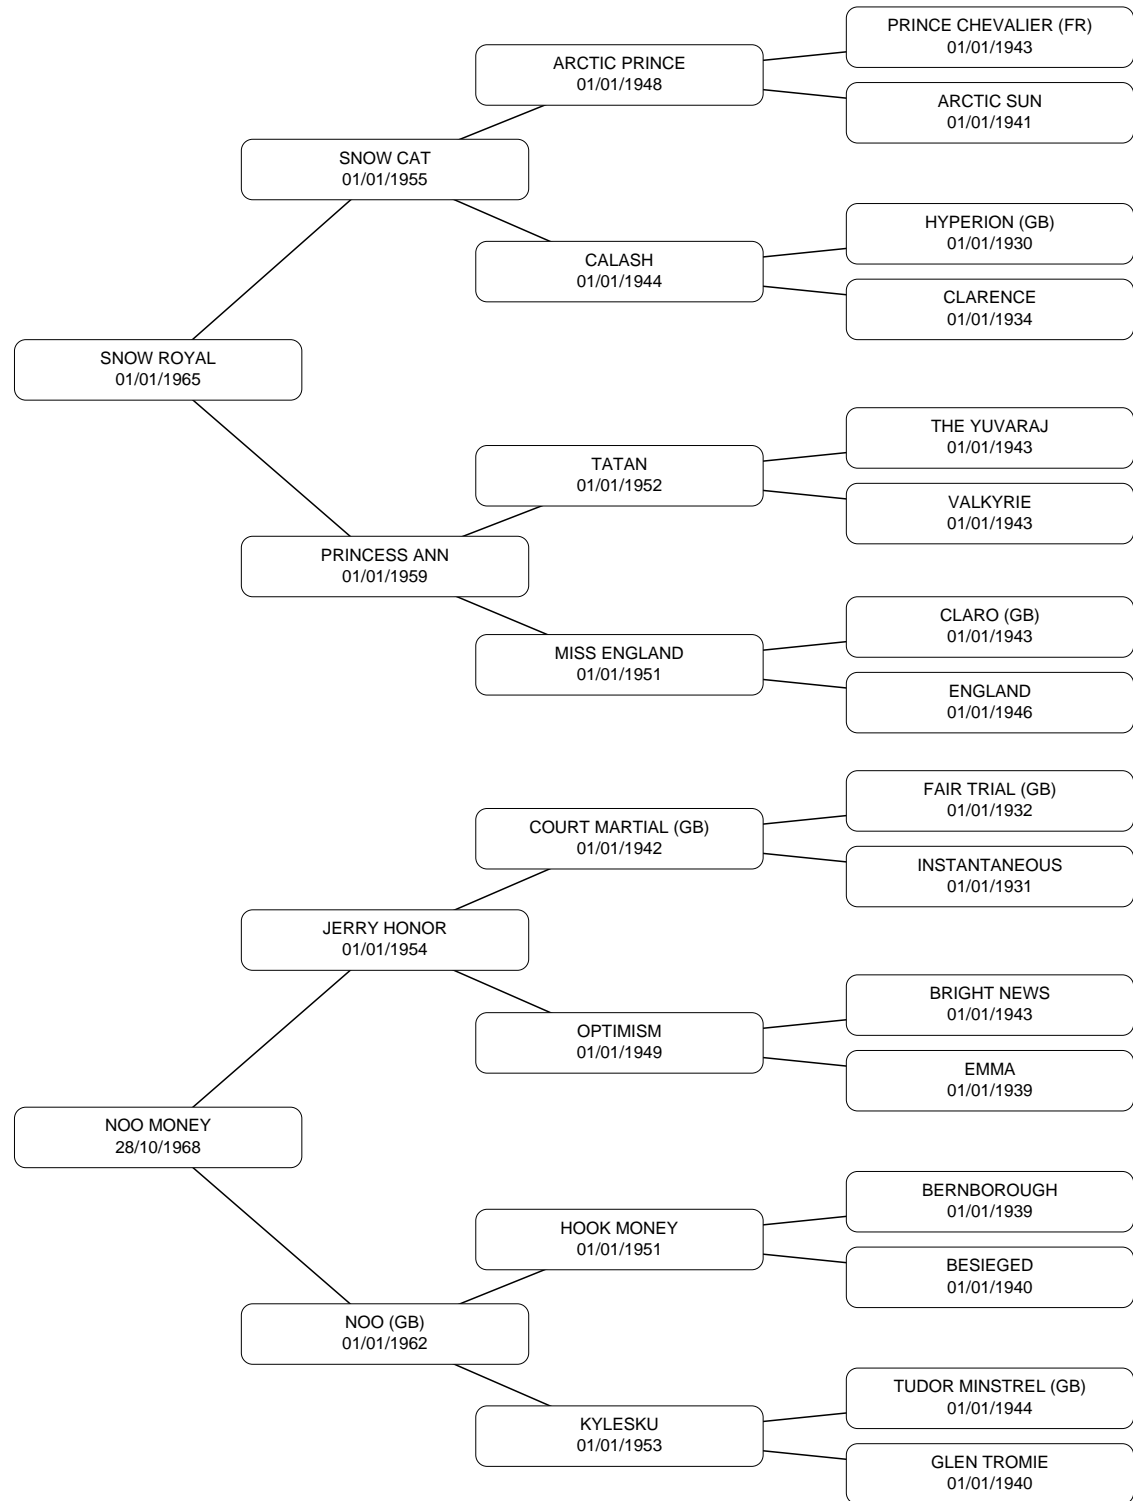 PRINCE CHEVALIER (FR)
01/01/1943
ARCTIC PRINCE
01/01/1948
ARCTIC SUN
01/01/1941
SNOW CAT
01/01/1955
HYPERION (GB)
01/01/1930
CALASH
01/01/1944
CLARENCE
01/01/1934
SNOW ROYAL
01/01/1965
THE YUVARAJ
01/01/1943
TATAN
01/01/1952
VALKYRIE
01/01/1943
PRINCESS ANN
01/01/1959
CLARO (GB)
01/01/1943
MISS ENGLAND
01/01/1951
ENGLAND
01/01/1946
FAIR TRIAL (GB)
01/01/1932
COURT MARTIAL (GB)
01/01/1942
INSTANTANEOUS
01/01/1931
JERRY HONOR
01/01/1954
BRIGHT NEWS
01/01/1943
OPTIMISM
01/01/1949
EMMA
01/01/1939
NOO MONEY
28/10/1968
BERNBOROUGH
01/01/1939
HOOK MONEY
01/01/1951
BESIEGED
01/01/1940
NOO (GB)
01/01/1962
TUDOR MINSTREL (GB)
01/01/1944
KYLESKU
01/01/1953
GLEN TROMIE
01/01/1940